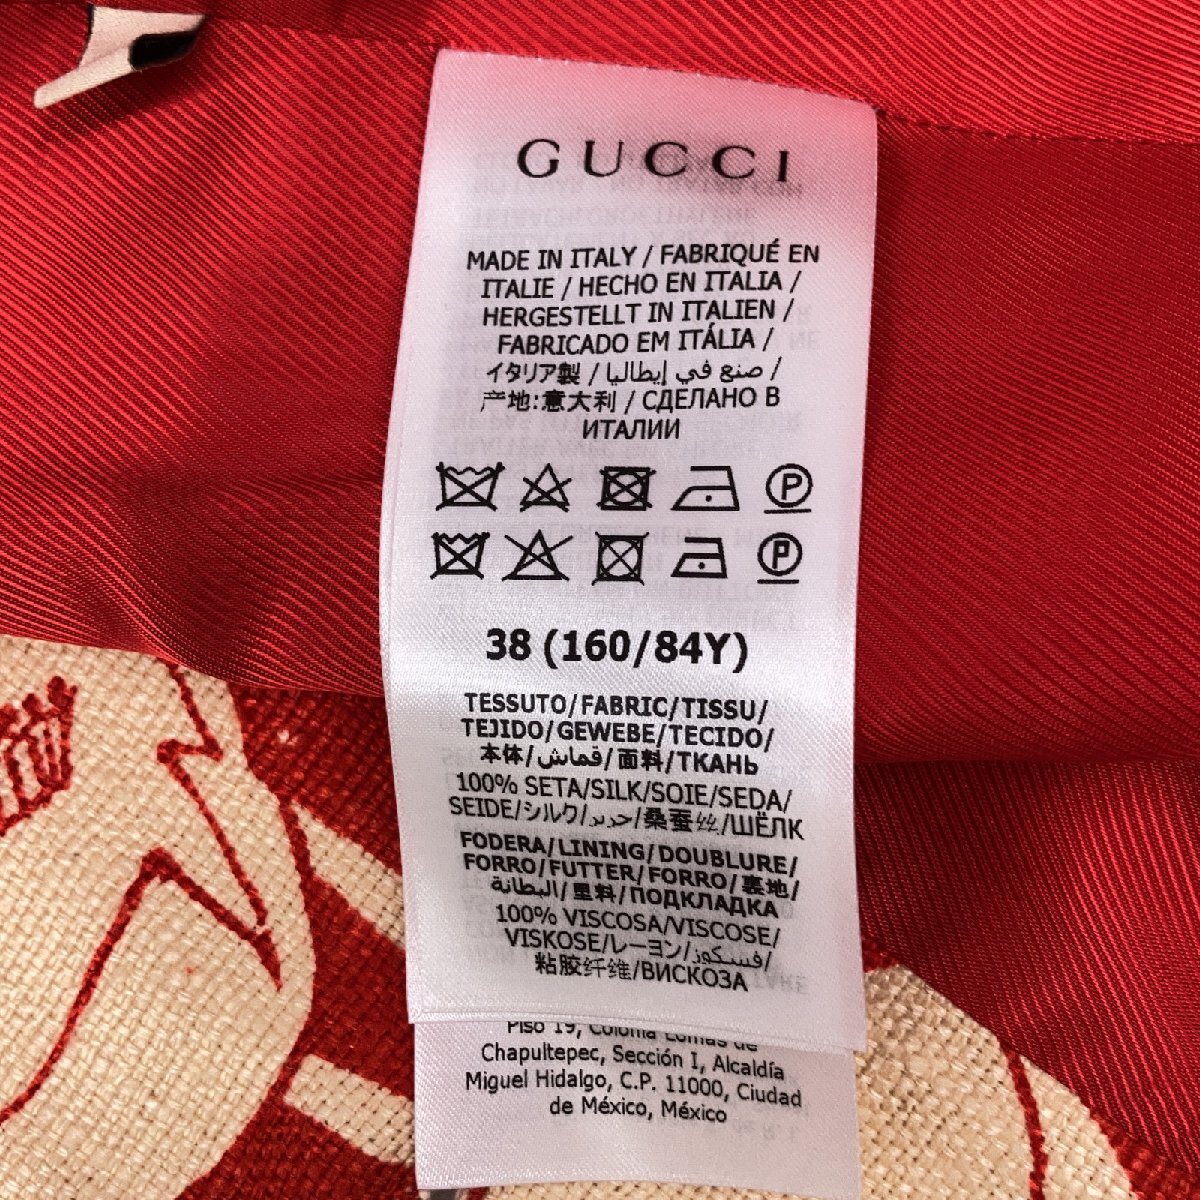 GUCCI
MADE IN ITALY / FABRIQUÉ EN
ITALIE / HECHO EN ITALIA /
HERGESTELLT IN ITALIEN /
FABRICADO EM ITÁLIA /
イタリア製 / صنع في إيطاليا /
产地:意大利 / СДЕЛАНО В
ИТАЛИИ
P
P
38 (160/84Y)
TESSUTO/FABRIC/TISSU/
TEJIDO/GEWEBE/TECIDO/
本体/قماش/面料/ТКАНЬ
100% SETA/SILK/SOIE/SEDA/
SEIDE/シルク/حرير/桑蚕丝/ШЁЛК
FODERA/LINING/DOUBLURE/
FORRO/FUTTER/FORRO/裏地/
البطانة/里料/ПОДКЛАДКА
100% VISCOSA/VISCOSE/
VISKOSE/レーヨン/فسكوز/
粘胶纤维/ВИСКОЗА
Piso 19, Colonia Lomas de
Chapultepec, Sección I, Alcaldía
Miguel Hidalgo, C.P. 11000, Ciudad
de México, México